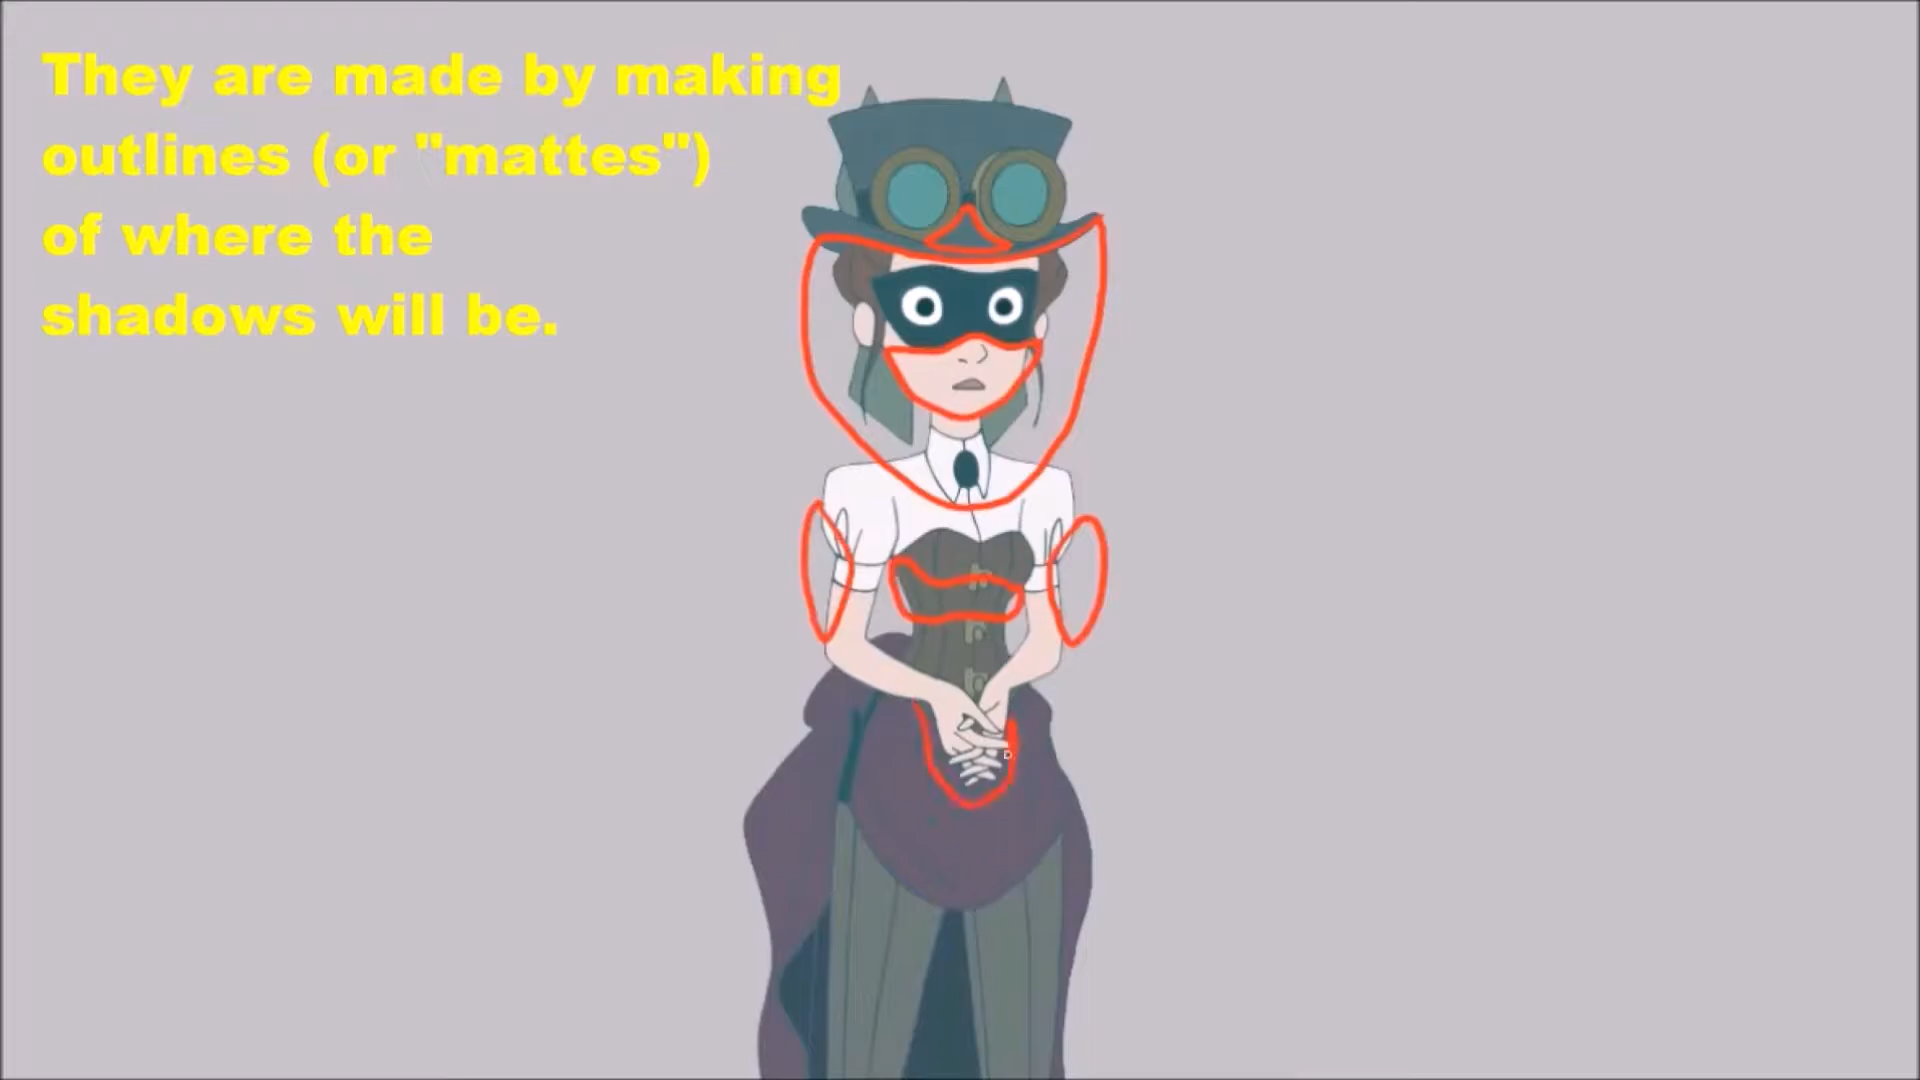 They are made by making
outlines (or "mattes")
of where the
shadows will be.